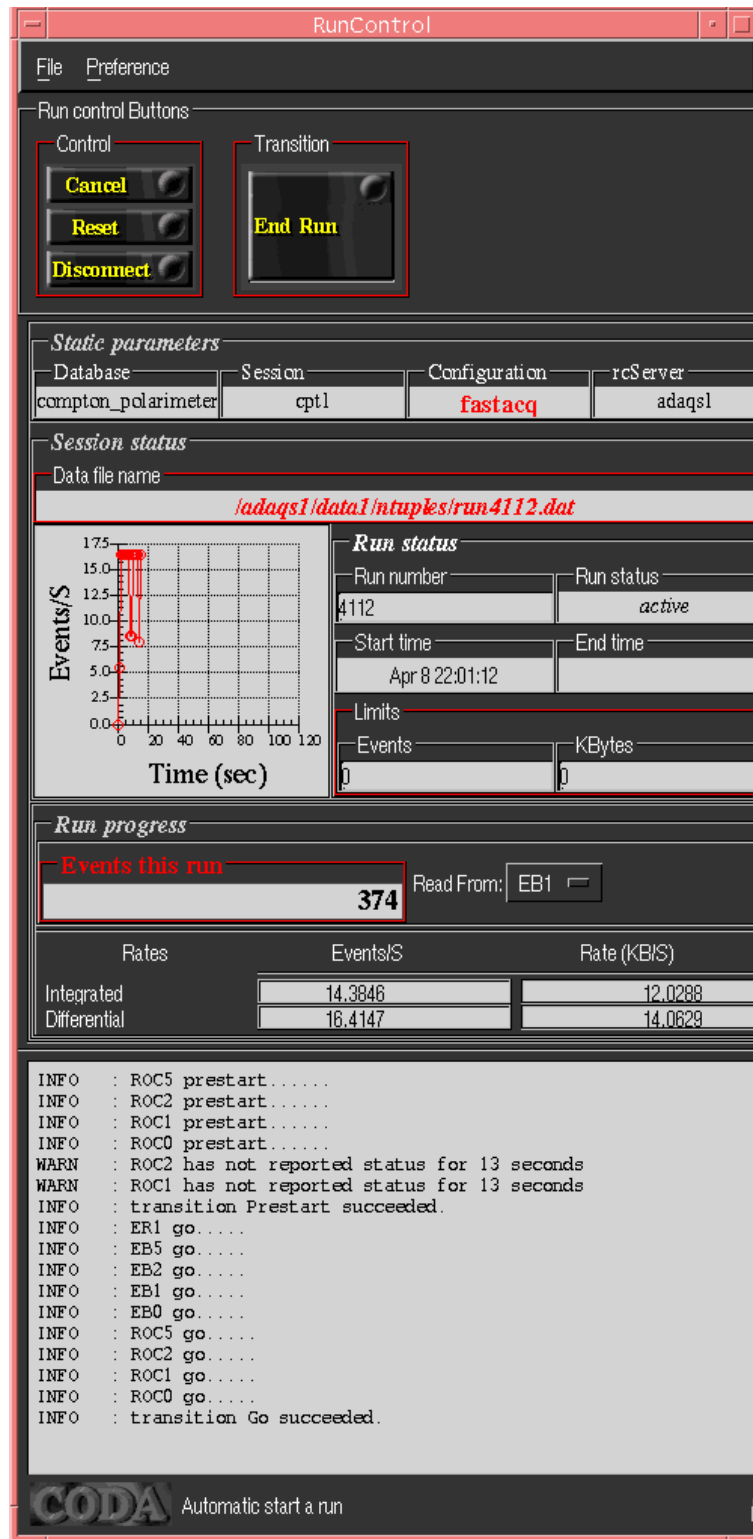 RunControl
File Preference
Run control Buttons
Control Transition
Cancel
Reset
Disconnect
End Run
Static parameters
Database Session Configuration rcServer
compton_polarimeter cpt1 fastacq adaqs1
Session status
Data file name
/adaqs1/data1/ntuples/run4112.dat
Run status
Run number Run status
4112 active
Start time End time
Apr 8 22:01:12
Limits
Events KBytes
0 0
17.5
15.0
12.5
10.0
7.5
5.0
2.5
0.0
Events/S
0 20 40 60 80 100 120
Time (sec)
Run progress
Events this run
374
Read From: EB1
Rates Events/S Rate (KB/S)
Integrated 14.3846 12.0288
Differential 16.4147 14.0629
INFO : ROC5 prestart......
INFO : ROC2 prestart......
INFO : ROC1 prestart......
INFO : ROC0 prestart......
WARN : ROC2 has not reported status for 13 seconds
WARN : ROC1 has not reported status for 13 seconds
INFO : transition Prestart succeeded.
INFO : ER1 go.....
INFO : EB5 go.....
INFO : EB2 go.....
INFO : EB1 go.....
INFO : EB0 go.....
INFO : ROC5 go.....
INFO : ROC2 go.....
INFO : ROC1 go.....
INFO : ROC0 go.....
INFO : transition Go succeeded.
CODA Automatic start a run